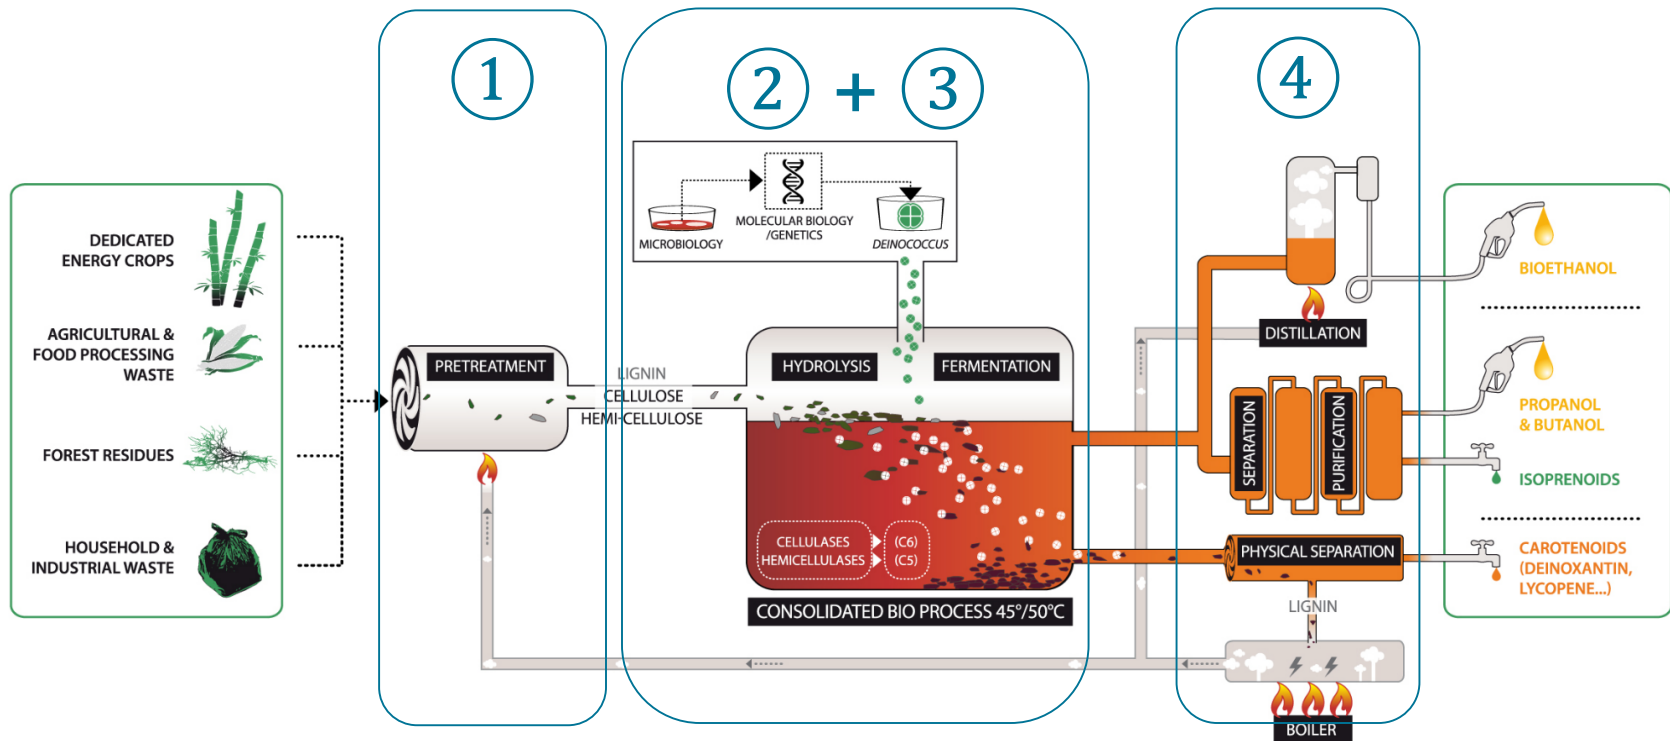 1
2 + 3
4
DEDICATED
ENERGY CROPS
AGRICULTURAL &
FOOD PROCESSING
WASTE
FOREST RESIDUES
HOUSEHOLD &
INDUSTRIAL WASTE
PRETREATMENT
LIGNIN
CELLULOSE
HEMI-CELLULOSE
MICROBIOLOGY
MOLECULAR BIOLOGY
/GENETICS
DEINOCOCCUS
HYDROLYSIS
FERMENTATION
CELLULASES
(C6)
HEMICELLULASES
(C5)
CONSOLIDATED BIO PROCESS 45°/50°C
DISTILLATION
SEPARATION
PURIFICATION
PHYSICAL SEPARATION
LIGNIN
BOILER
BIOETHANOL
PROPANOL
& BUTANOL
ISOPRENOIDS
CAROTENOIDS
(DEINOXANTIN,
LYCOPENE...)